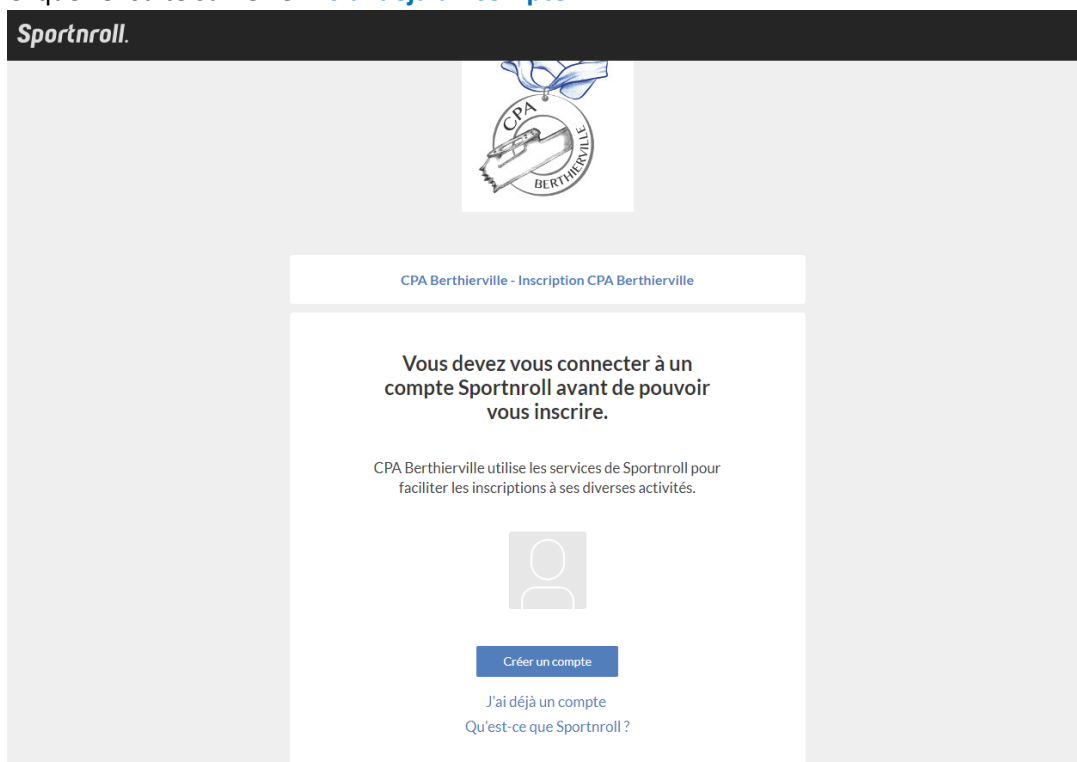 Sportnroll.
CPA
BERTHIERVILLE
CPA Berthierville - Inscription CPA Berthierville
Vous devez vous connecter à un
compte Sportnroll avant de pouvoir
vous inscrire.
CPA Berthierville utilise les services de Sportnroll pour
faciliter les inscriptions à ses diverses activités.
Créer un compte
J'ai déjà un compte
Qu'est-ce que Sportnroll ?